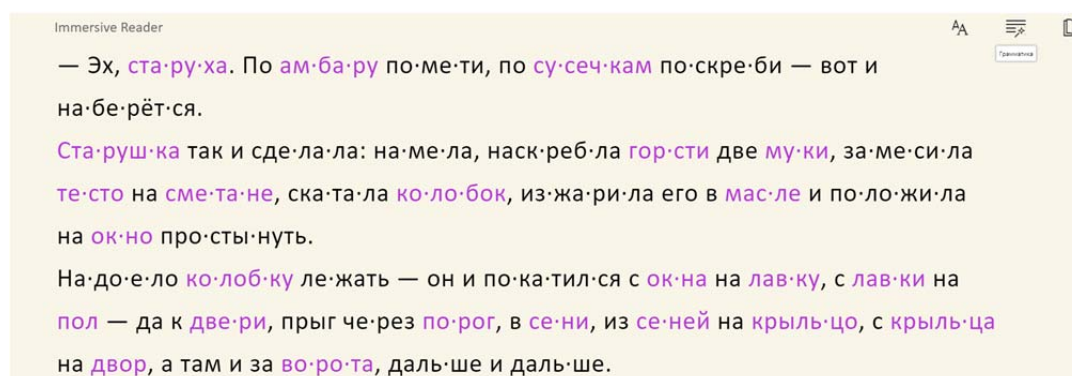 Immersive Reader
Грамматика
— Эх, ста·ру·ха. По ам·ба·ру по·ме·ти, по су·сеч·кам по·скре·би — вот и
на·бе·рёт·ся.
Ста·руш·ка так и сде·ла·ла: на·ме·ла, наск·реб·ла гор·сти две му·ки, за·ме·си·ла
те·сто на сме·та·не, ска·та·ла ко·ло·бок, из·жа·ри·ла его в мас·ле и по·ло·жи·ла
на ок·но про·сты·нуть.
На·до·е·ло ко·лоб·ку ле·жать — он и по·ка·тил·ся с ок·на на лав·ку, с лав·ки на
пол — да к две·ри, прыг че·рез по·рог, в се·ни, из се·ней на крыль·цо, с крыль·ца
на двор, а там и за во·ро·та, даль·ше и даль·ше.